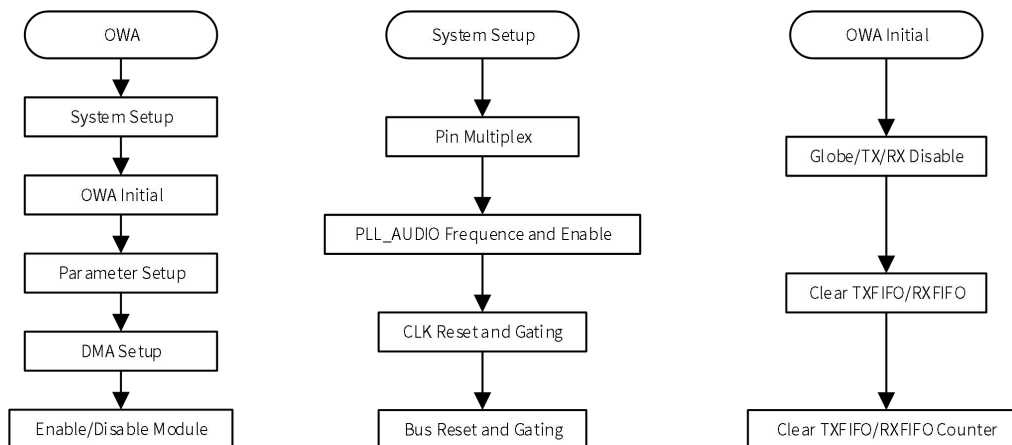 OWA
System Setup
OWA Initial
Parameter Setup
DMA Setup
Enable/Disable Module
System Setup
Pin Multiplex
PLL_AUDIO Frequence and Enable
CLK Reset and Gating
Bus Reset and Gating
OWA Initial
Globe/TX/RX Disable
Clear TXFIFO/RXFIFO
Clear TXFIFO/RXFIFO Counter